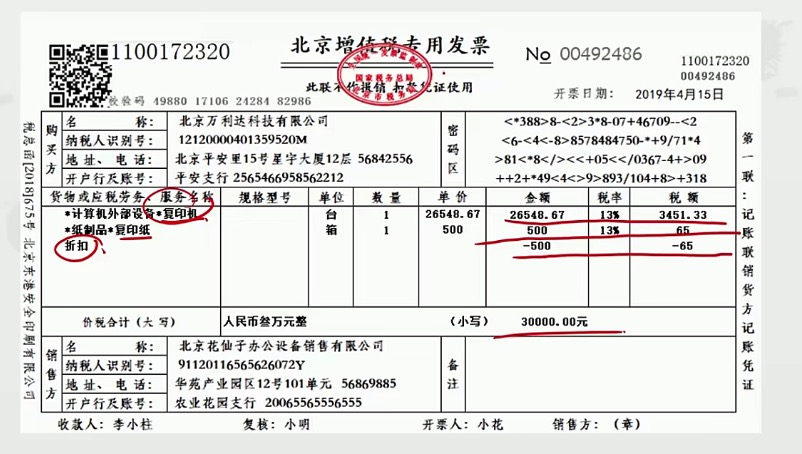 1100172320
北京增值税专用发票
No 00492486
1100172320
00492486
此联不作报销 扣税凭证使用
国家税务总局
校验码 49880 17106 24284 82986
开票日期: 2019年4月15日
税总函[2018]675号 北京东港安全印刷有限公司
购买方
名 称: 北京万利达科技有限公司
纳税人识别号: 12120000401359520M
地址、 电话: 北京平安里15号星宇大厦12层 56842556
开户行及账号: 平安支行 2565466958562212
密码区
<*388>8-<2>3*8-07+46709--<2
<6-4<-8>8578484750-*+9/71*4
>81<*8</><<+05<</0367-4+>09
++2+*49<4<>9>893/104+8>+318
货物或应税劳务、服务名称 规格型号 单位 数量 单价 金额 税率 税额
*计算机外部设备*复印机 台 1 26548.67 26548.67 13% 3451.33
*纸制品*复印纸 箱 1 500 500 13% 65
折扣 -500 -65
价税合计（大写） 人民币叁万元整 （小写） 30000.00元
销售方
名 称: 北京花仙子办公设备销售有限公司
纳税人识别号: 91120116565626072Y
地址、 电话: 华苑产业园区12号101单元 56869885
开户行及账号: 农业花园支行 20065565556555
备注
收款人: 李小柱 复核: 小明 开票人: 小花 销售方: （章）
第一联:记账联销货方记账凭证